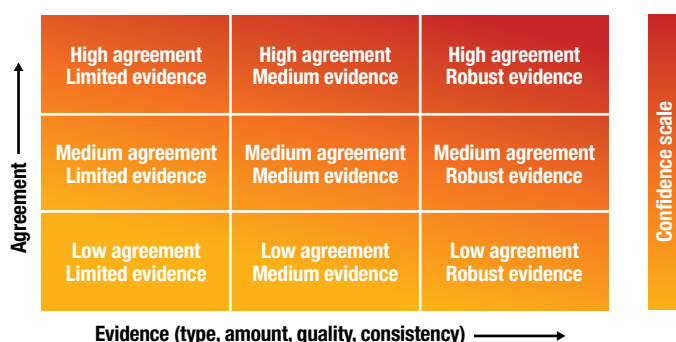 High agreement
Limited evidence
High agreement
Medium evidence
High agreement
Robust evidence
Medium agreement
Limited evidence
Medium agreement
Medium evidence
Medium agreement
Robust evidence
Low agreement
Limited evidence
Low agreement
Medium evidence
Low agreement
Robust evidence
Agreement
Evidence (type, amount, quality, consistency)
Confidence scale